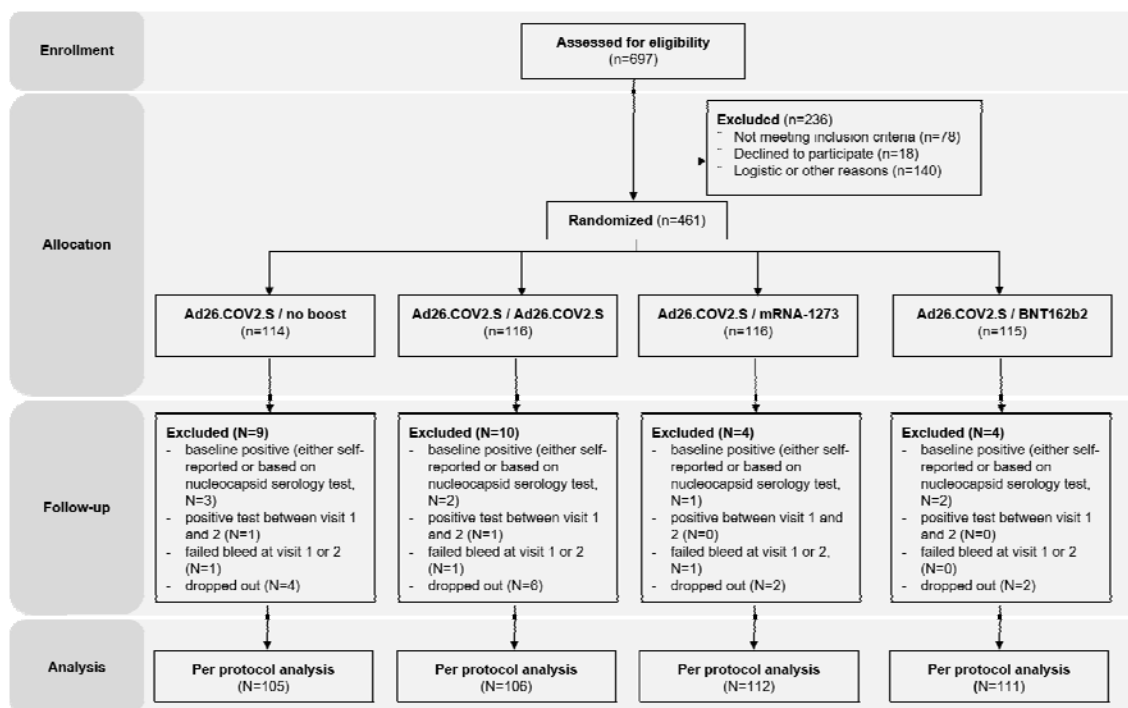 Enrollment
Assessed for eligibility
(n=697)
Allocation
Excluded (n=236)
- Not meeting inclusion criteria (n=78)
- Declined to participate (n=18)
- Logistic or other reasons (n=140)
Randomized (n=461)
Ad26.COV2.S / no boost
(n=114)
Ad26.COV2.S / Ad26.COV2.S
(n=116)
Ad26.COV2.S / mRNA-1273
(n=116)
Ad26.COV2.S / BNT162b2
(n=115)
Follow-up
Excluded (N=9)
- baseline positive (either self-
reported or based on
nucleocapsid serology test,
N=3)
- positive test between visit 1
and 2 (N=1)
- failed bleed at visit 1 or 2
(N=1)
- dropped out (N=4)
Excluded (N=10)
- baseline positive (either self-
reported or based on
nucleocapsid serology test,
N=2)
- positive test between visit 1
and 2 (N=1)
- failed bleed at visit 1 or 2
(N=1)
- dropped out (N=6)
Excluded (N=4)
- baseline positive (either self-
reported or based on
nucleocapsid serology test,
N=1)
- positive between visit 1 and
2 (N=0)
- failed bleed at visit 1 or 2,
N=1)
- dropped out (N=2)
Excluded (N=4)
- baseline positive (either self-
reported or based on
nucleocapsid serology test,
N=2)
- positive test between visit 1
and 2 (N=0)
- failed bleed at visit 1 or 2
(N=0)
- dropped out (N=2)
Analysis
Per protocol analysis
(N=105)
Per protocol analysis
(N=106)
Per protocol analysis
(N=112)
Per protocol analysis
(N=111)